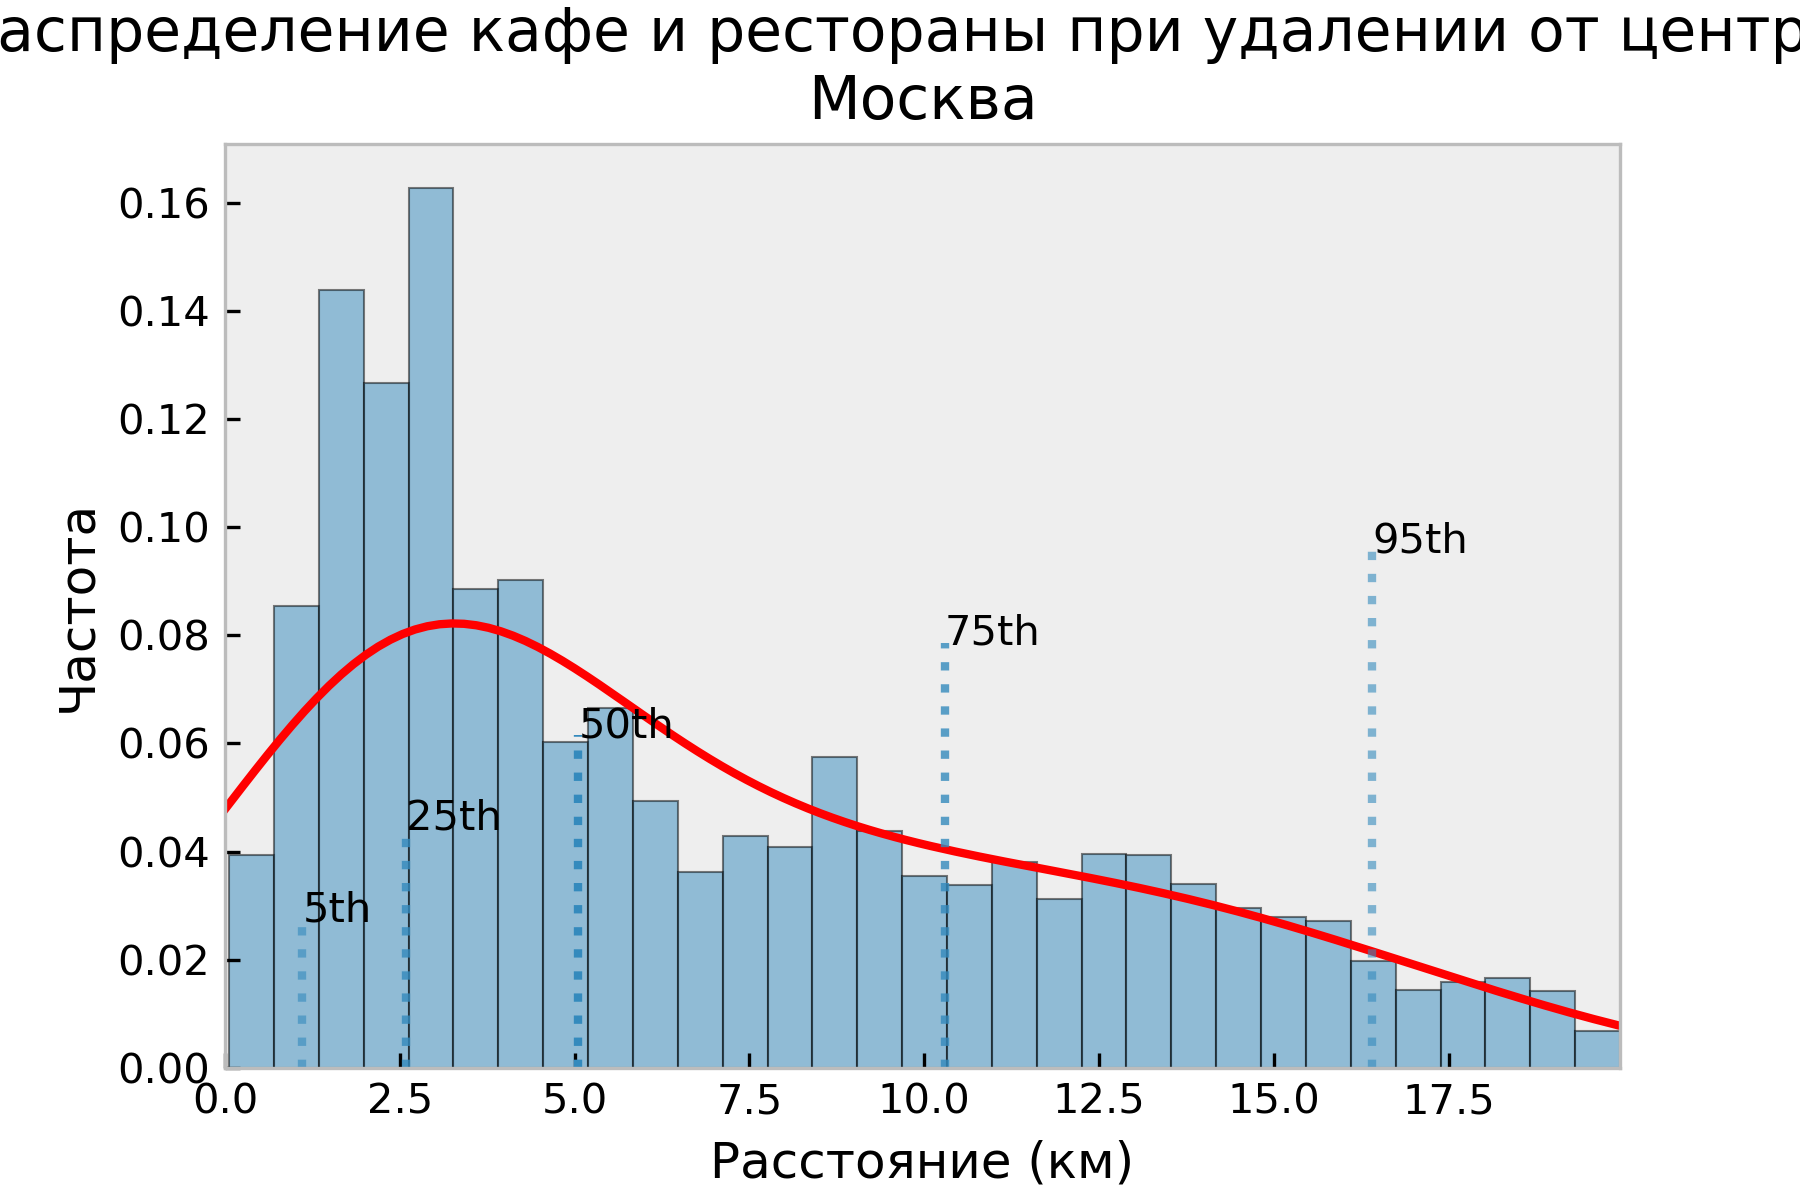 аспределение кафе и рестораны при удалении от центр
Москва
0.16
0.14
0.12
0.10
0.08
0.06
0.04
0.02
0.00
Частота
5th
25th
50th
75th
95th
0.0 2.5 5.0 7.5 10.0 12.5 15.0 17.5
Расстояние (км)